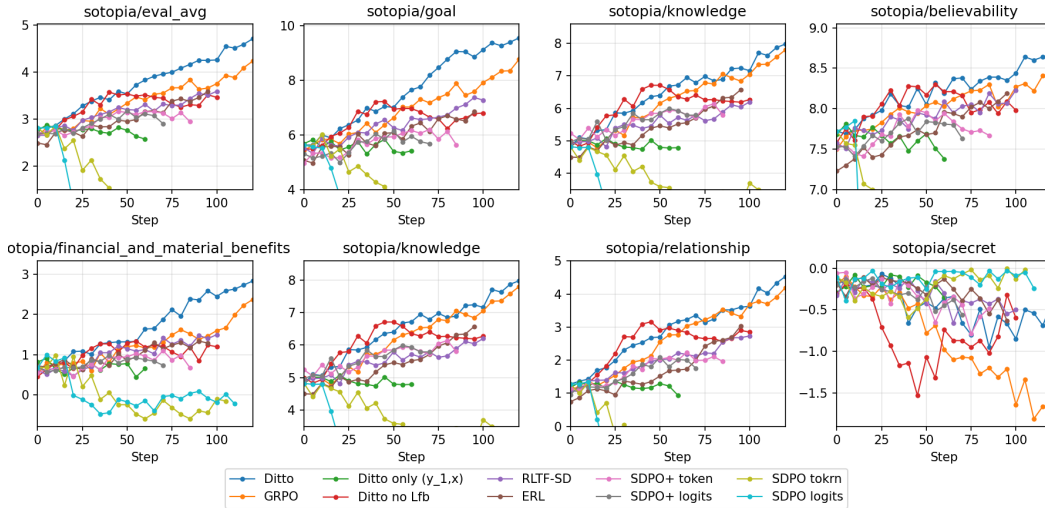 sotopia/eval_avg
5
4
3
2
0 25 50 75 100
Step
sotopia/goal
10
8
6
4
0 25 50 75 100
Step
sotopia/knowledge
8
7
6
5
4
0 25 50 75 100
Step
sotopia/believability
9.0
8.5
8.0
7.5
7.0
0 25 50 75 100
Step
otopia/financial_and_material_benefits
3
2
1
0
0 25 50 75 100
Step
sotopia/knowledge
8
7
6
5
4
0 25 50 75 100
Step
sotopia/relationship
5
4
3
2
1
0
0 25 50 75 100
Step
sotopia/secret
0.0
−0.5
−1.0
−1.5
0 25 50 75 100
Step
Ditto
GRPO
Ditto only (y_1,x)
Ditto no Lfb
RLTF-SD
ERL
SDPO+ token
SDPO+ logits
SDPO tokrn
SDPO logits